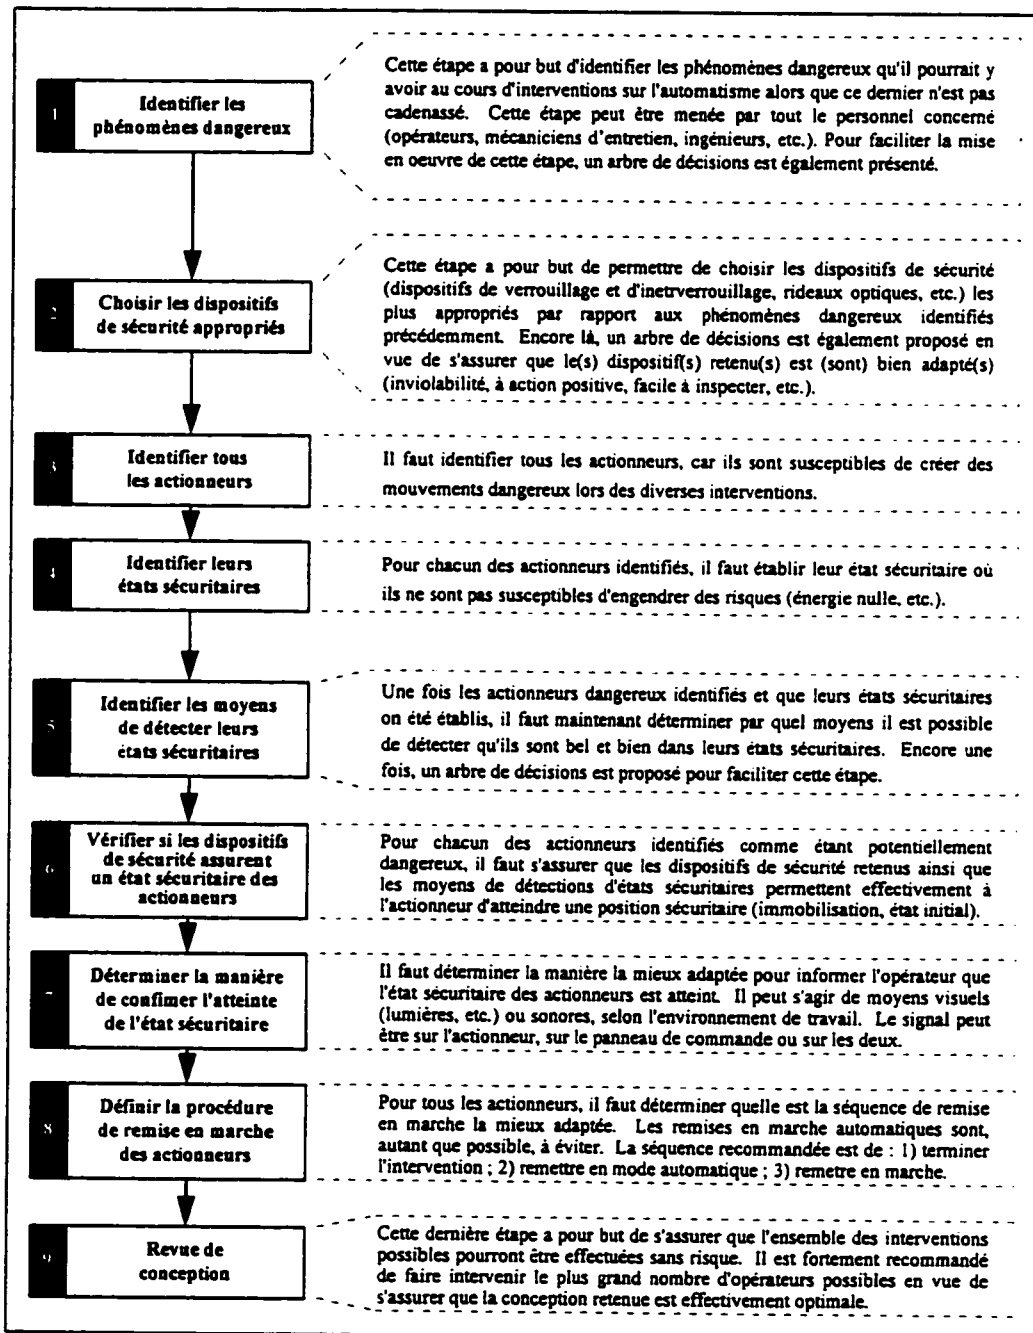 1
Identifier les
phénomènes dangereux
Cette étape a pour but d'identifier les phénomènes dangereux qu'il pourrait y
avoir au cours d'interventions sur l'automatisme alors que ce dernier n'est pas
cadenassé. Cette étape peut être menée par tout le personnel concerné
(opérateurs, mécaniciens d'entretien, ingénieurs, etc.). Pour faciliter la mise
en oeuvre de cette étape, un arbre de décisions est également présenté.
2
Choisir les dispositifs
de sécurité appropriés
Cette étape a pour but de permettre de choisir les dispositifs de sécurité
(dispositifs de verrouillage et d'inetrverrouillage, rideaux optiques, etc.) les
plus appropriés par rapport aux phénomènes dangereux identifiés
précédemment. Encore là, un arbre de décisions est également proposé en
vue de s'assurer que le(s) dispositif(s) retenu(s) est (sont) bien adapté(s)
(inviolabilité, à action positive, facile à inspecter, etc.).
3
Identifier tous
les actionneurs
Il faut identifier tous les actionneurs, car ils sont susceptibles de créer des
mouvements dangereux lors des diverses interventions.
4
Identifier leurs
états sécuritaires
Pour chacun des actionneurs identifiés, il faut établir leur état sécuritaire où
ils ne sont pas susceptibles d'engendrer des risques (énergie nulle, etc.).
5
Identifier les moyens
de détecter leurs
états sécuritaires
Une fois les actionneurs dangereux identifiés et que leurs états sécuritaires
on été établis, il faut maintenant déterminer par quel moyens il est possible
de détecter qu'ils sont bel et bien dans leurs états sécuritaires. Encore une
fois, un arbre de décisions est proposé pour faciliter cette étape.
6
Vérifier si les dispositifs
de sécurité assurent
un état sécuritaire des
actionneurs
Pour chacun des actionneurs identifiés comme étant potentiellement
dangereux, il faut s'assurer que les dispositifs de sécurité retenus ainsi que
les moyens de détections d'états sécuritaires permettent effectivement à
l'actionneur d'atteindre une position sécuritaire (immobilisation, état initial).
7
Déterminer la manière
de confimer l'atteinte
de l'état sécuritaire
Il faut déterminer la manière la mieux adaptée pour informer l'opérateur que
l'état sécuritaire des actionneurs est atteint. Il peut s'agir de moyens visuels
(lumières, etc.) ou sonores, selon l'environnement de travail. Le signal peut
être sur l'actionneur, sur le panneau de commande ou sur les deux.
8
Définir la procédure
de remise en marche
des actionneurs
Pour tous les actionneurs, il faut déterminer quelle est la séquence de remise
en marche la mieux adaptée. Les remises en marche automatiques sont,
autant que possible, à éviter. La séquence recommandée est de : 1) terminer
l'intervention ; 2) remettre en mode automatique ; 3) remetre en marche.
9
Revue de
conception
Cette dernière étape a pour but de s'assurer que l'ensemble des interventions
possibles pourront être effectuées sans risque. Il est fortement recommandé
de faire intervenir le plus grand nombre d'opérateurs possibles en vue de
s'assurer que la conception retenue est effectivement optimale.